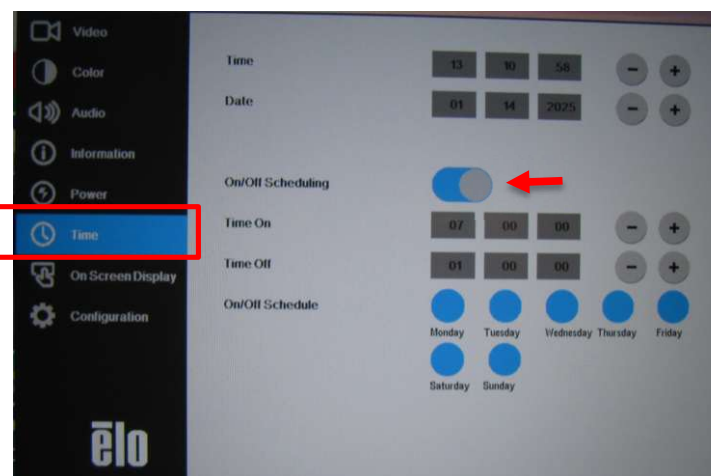 Video
Color
Audio
Information
Power
Time
On Screen Display
Configuration
ēlo
Time 13 10 58 - +
Date 01 14 2025 - +
On/Off Scheduling
Time On 07 00 00 - +
Time Off 01 00 00 - +
On/Off Schedule
Monday Tuesday Wednesday Thursday Friday
Saturday Sunday